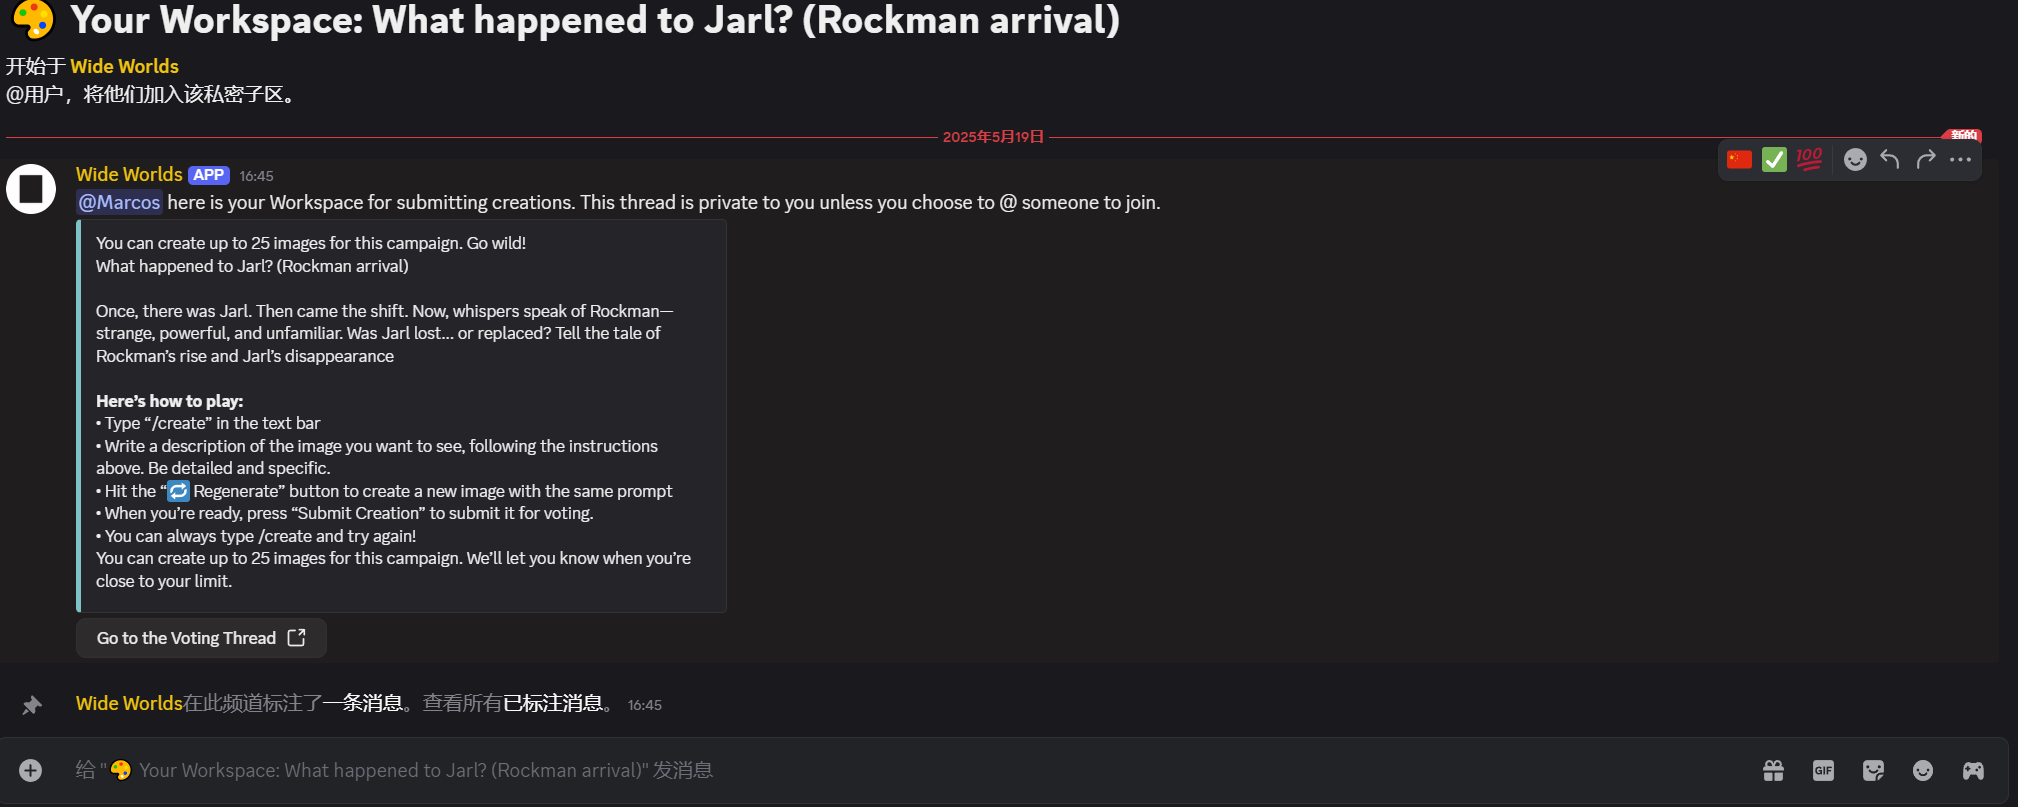 Your Workspace: What happened to Jarl? (Rockman arrival)
开始于 Wide Worlds
@用户，将他们加入该私密子区。
2025年5月19日
新的
Wide Worlds APP 16:45
@Marcos here is your Workspace for submitting creations. This thread is private to you unless you choose to @ someone to join.
You can create up to 25 images for this campaign. Go wild!
What happened to Jarl? (Rockman arrival)
Once, there was Jarl. Then came the shift. Now, whispers speak of Rockman—
strange, powerful, and unfamiliar. Was Jarl lost... or replaced? Tell the tale of
Rockman’s rise and Jarl’s disappearance
Here’s how to play:
• Type “/create” in the text bar
• Write a description of the image you want to see, following the instructions
above. Be detailed and specific.
• Hit the “🔁 Regenerate” button to create a new image with the same prompt
• When you’re ready, press “Submit Creation” to submit it for voting.
• You can always type /create and try again!
You can create up to 25 images for this campaign. We’ll let you know when you’re
close to your limit.
Go to the Voting Thread
Wide Worlds在此频道标注了一条消息。查看所有已标注消息。 16:45
给 "🎨 Your Workspace: What happened to Jarl? (Rockman arrival)" 发消息
GIF